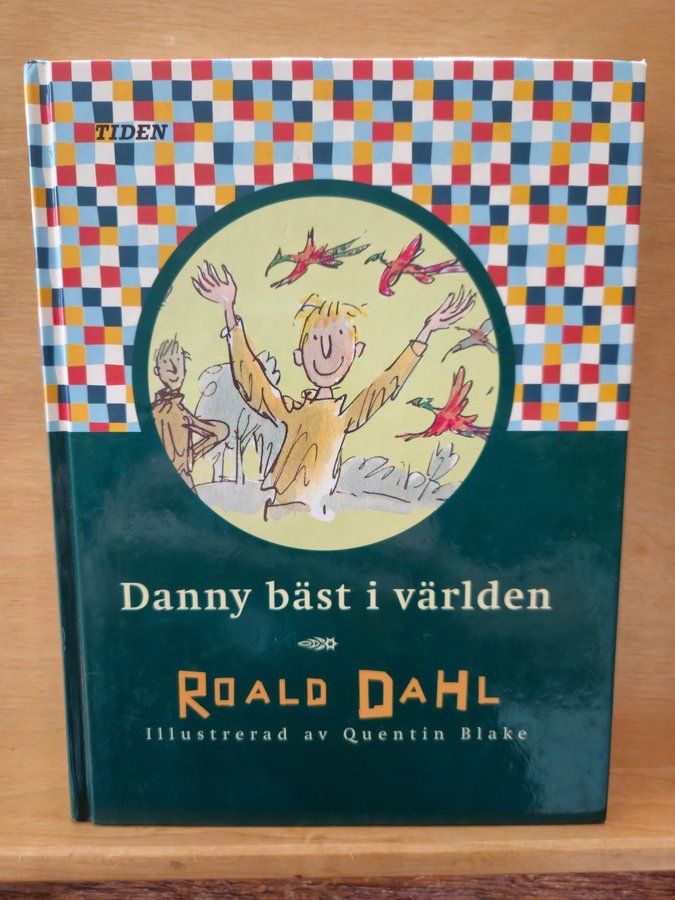 TIDEN
Danny bäst i världen
ROALD DAHL
Illustrerad av Quentin Blake